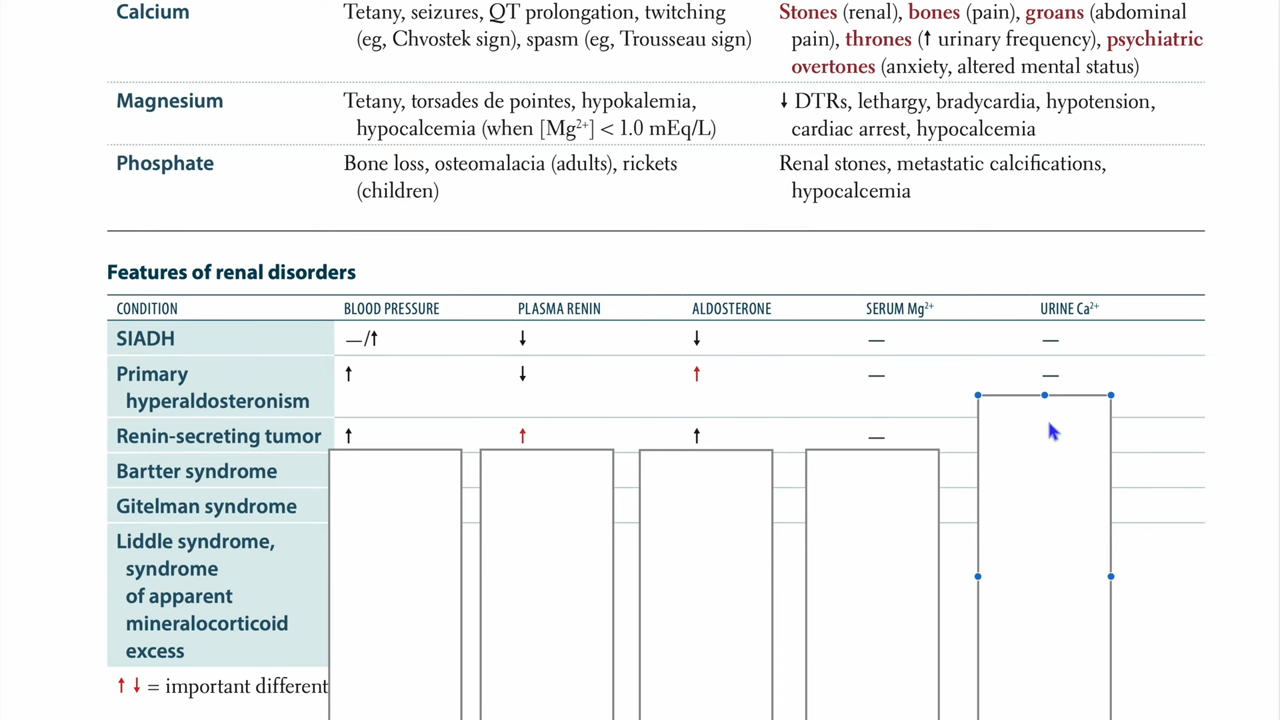 Calcium Tetany, seizures, QT prolongation, twitching Stones (renal), bones (pain), groans (abdominal
(eg, Chvostek sign), spasm (eg, Trousseau sign) pain), thrones (↑ urinary frequency), psychiatric
overtones (anxiety, altered mental status)
Magnesium Tetany, torsades de pointes, hypokalemia, ↓ DTRs, lethargy, bradycardia, hypotension,
hypocalcemia (when [Mg²⁺] < 1.0 mEq/L) cardiac arrest, hypocalcemia
Phosphate Bone loss, osteomalacia (adults), rickets Renal stones, metastatic calcifications,
(children) hypocalcemia
Features of renal disorders
CONDITION BLOOD PRESSURE PLASMA RENIN ALDOSTERONE SERUM Mg²⁺ URINE Ca²⁺
SIADH —/↑ ↓ ↓ — —
Primary ↑ ↓ ↑ — —
hyperaldosteronism
Renin-secreting tumor ↑ ↑ ↑ —
Bartter syndrome
Gitelman syndrome
Liddle syndrome,
syndrome
of apparent
mineralocorticoid
excess
↑ ↓ = important different